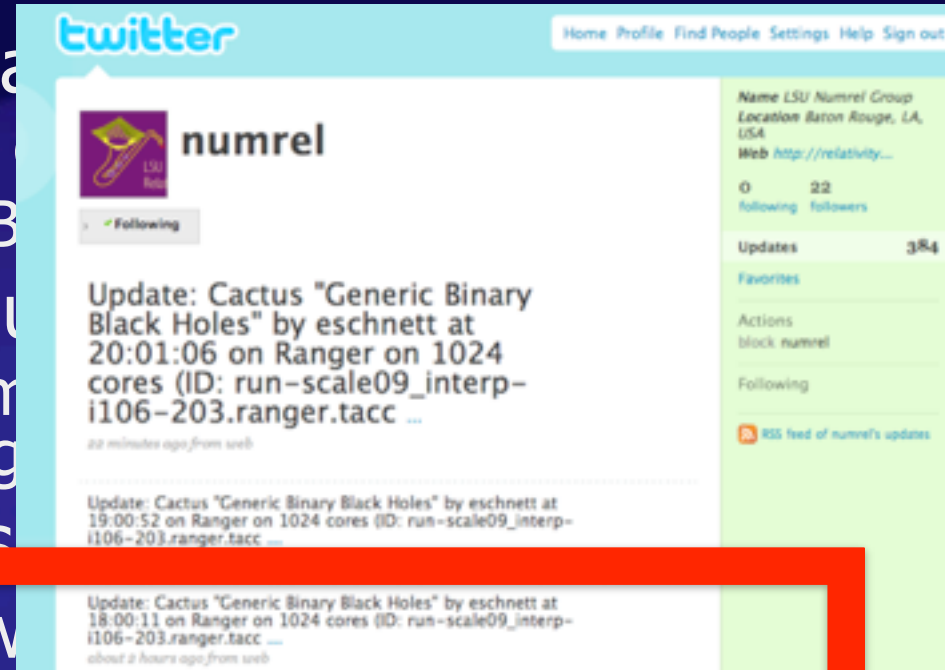 twitter
Home Profile Find People Settings Help Sign out
numrel
LSU
Following
Update: Cactus "Generic Binary
Black Holes" by eschnett at
20:01:06 on Ranger on 1024
cores (ID: run-scale09_interp-
i106-203.ranger.tacc ...
22 minutes ago from web
Update: Cactus "Generic Binary Black Holes" by eschnett at
19:00:52 on Ranger on 1024 cores (ID: run-scale09_interp-
i106-203.ranger.tacc ...
Update: Cactus "Generic Binary Black Holes" by eschnett at
18:00:11 on Ranger on 1024 cores (ID: run-scale09_interp-
i106-203.ranger.tacc ...
about 2 hours ago from web
Name LSU Numrel Group
Location Baton Rouge, LA,
USA
Web http://relativity...
0 22
following followers
Updates 384
Favorites
Actions
block numrel
Following
RSS feed of numrel's updates